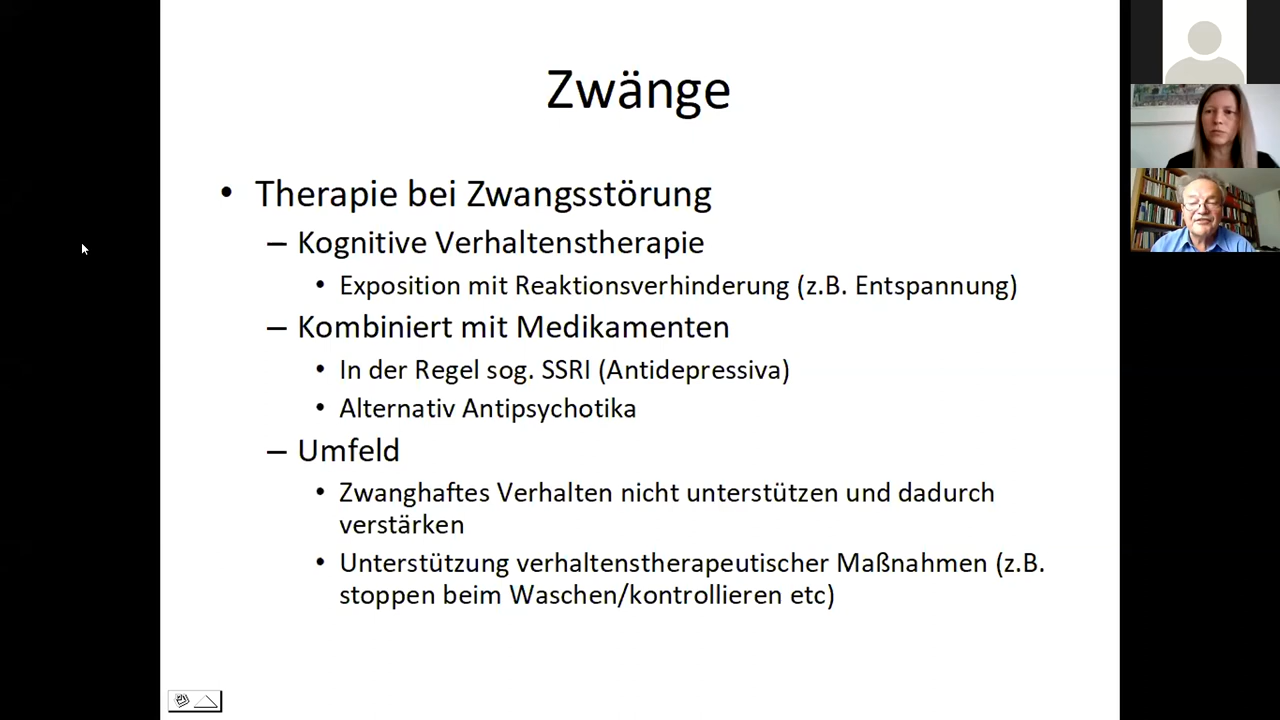 Zwänge
• Therapie bei Zwangsstörung
– Kognitive Verhaltenstherapie
• Exposition mit Reaktionsverhinderung (z.B. Entspannung)
– Kombiniert mit Medikamenten
• In der Regel sog. SSRI (Antidepressiva)
• Alternativ Antipsychotika
– Umfeld
• Zwanghaftes Verhalten nicht unterstützen und dadurch
verstärken
• Unterstützung verhaltenstherapeutischer Maßnahmen (z.B.
stoppen beim Waschen/kontrollieren etc)